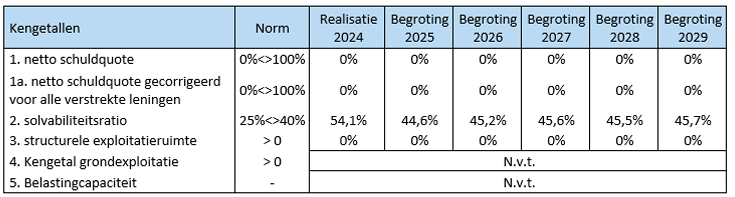 Kengetallen Norm Realisatie 2024 Begroting 2025 Begroting 2026 Begroting 2027 Begroting 2028 Begroting 2029
1. netto schuldquote 0%<>100% 0% 0% 0% 0% 0% 0%
1a. netto schuldquote gecorrigeerd
voor alle verstrekte leningen 0%<>100% 0% 0% 0% 0% 0% 0%
2. solvabiliteitsratio 25%<>40% 54,1% 44,6% 45,2% 45,6% 45,5% 45,7%
3. structurele exploitatieruimte > 0 0% 0% 0% 0% 0% 0%
4. Kengetal grondexploitatie > 0 N.v.t.
5. Belastingcapaciteit - N.v.t.